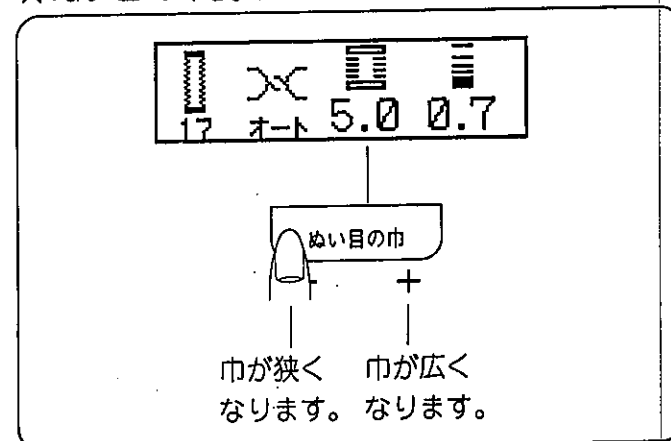 17 オート 5.0 0.7
ぬい目の巾
- +
巾が狭く 巾が広く
なります。 なります。